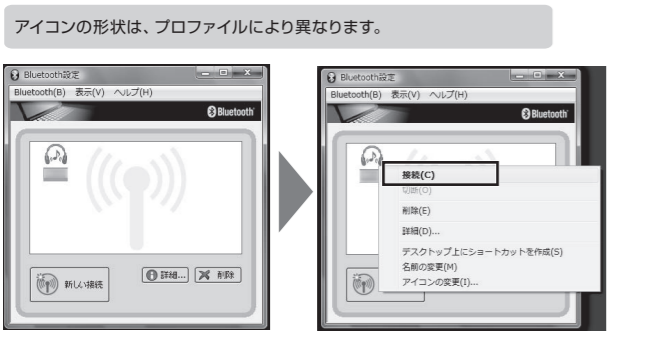 アイコンの形状は、プロファイルにより異なります。
Bluetooth設定
Bluetooth(B) 表示(V) ヘルプ(H)
Bluetooth
新しい接続
詳細...
削除
Bluetooth設定
Bluetooth(B) 表示(V) ヘルプ(H)
Bluetooth
接続(C)
切断(O)
削除(E)
詳細(D)...
デスクトップ上にショートカットを作成(S)
名前の変更(M)
アイコンの変更(I)...